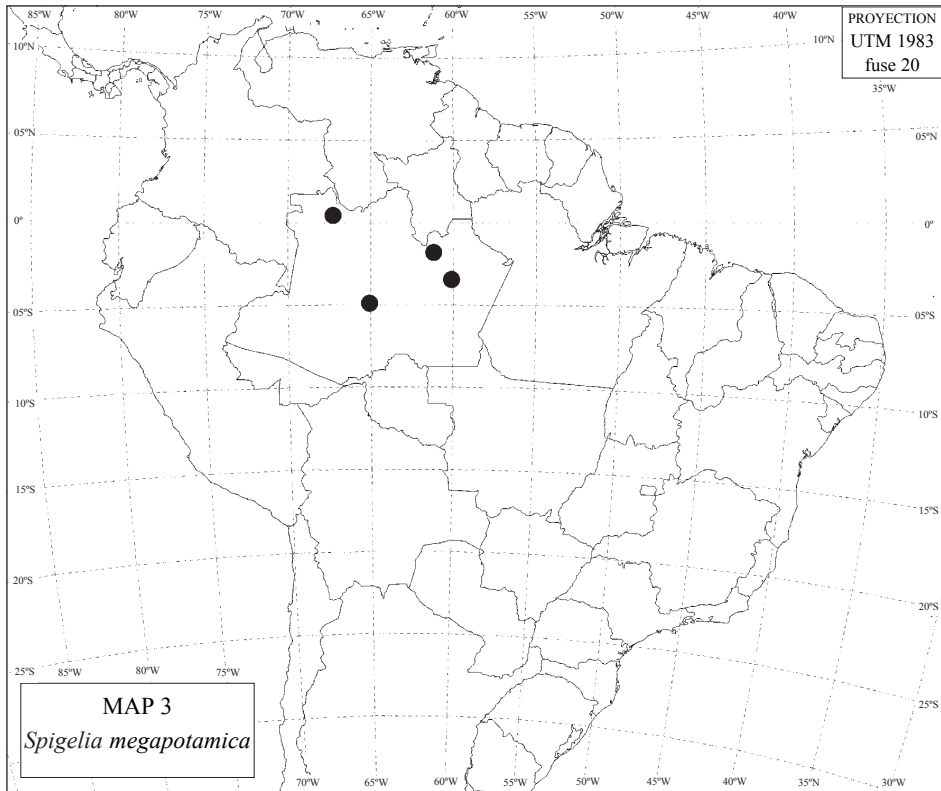 85ºW 80ºW 75ºW 70ºW 65ºW 60ºW 55ºW 50ºW 45ºW 40ºW
PROYECTION
UTM 1983
fuse 20
35ºW
10ºN
10ºN
05ºN
05ºN
0º
0º
05ºS
05ºS
10ºS
10ºS
15ºS
15ºS
20ºS
20ºS
25ºS
25ºS
85ºW 80ºW 75ºW
MAP 3
Spigelia megapotamica
70ºW 65ºW 60ºW 55ºW 50ºW 45ºW 40ºW 35ºW 30ºW